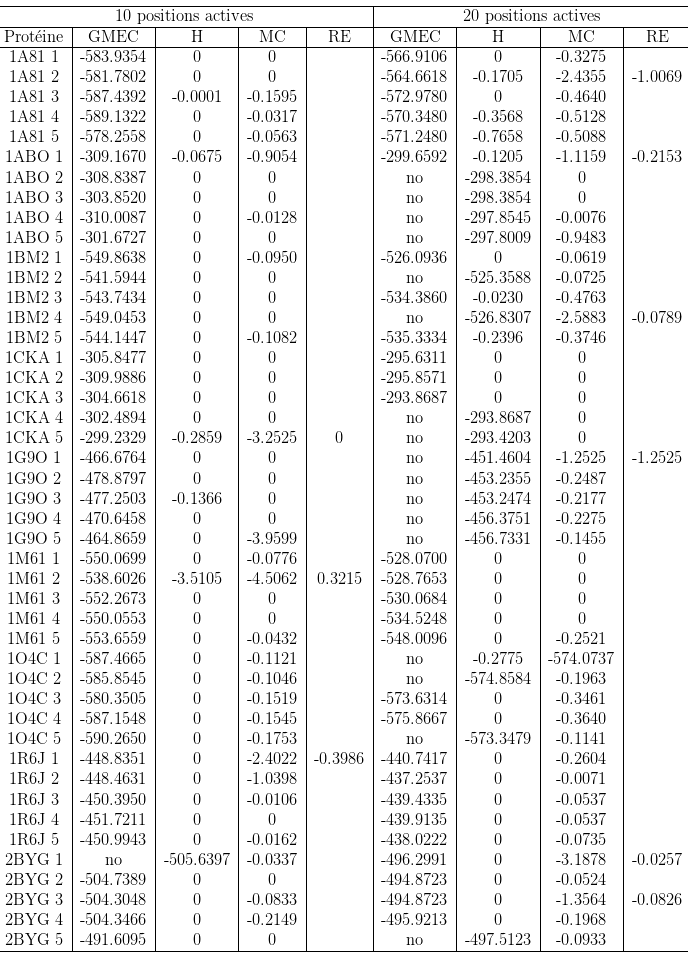 10 positions actives 20 positions actives
Protéine GMEC H MC RE GMEC H MC RE
1A81 1 -583.9354 0 0 -566.9106 0 -0.3275
1A81 2 -581.7802 0 0 -564.6618 -0.1705 -2.4355 -1.0069
1A81 3 -587.4392 -0.0001 -0.1595 -572.9780 0 -0.4640
1A81 4 -589.1322 0 -0.0317 -570.3480 -0.3568 -0.5128
1A81 5 -578.2558 0 -0.0563 -571.2480 -0.7658 -0.5088
1ABO 1 -309.1670 -0.0675 -0.9054 -299.6592 -0.1205 -1.1159 -0.2153
1ABO 2 -308.8387 0 0 no -298.3854 0
1ABO 3 -303.8520 0 0 no -298.3854 0
1ABO 4 -310.0087 0 -0.0128 no -297.8545 -0.0076
1ABO 5 -301.6727 0 0 no -297.8009 -0.9483
1BM2 1 -549.8638 0 -0.0950 -526.0936 0 -0.0619
1BM2 2 -541.5944 0 0 no -525.3588 -0.0725
1BM2 3 -543.7434 0 0 -534.3860 -0.0230 -0.4763
1BM2 4 -549.0453 0 0 no -526.8307 -2.5883 -0.0789
1BM2 5 -544.1447 0 -0.1082 -535.3334 -0.2396 -0.3746
1CKA 1 -305.8477 0 0 -295.6311 0 0
1CKA 2 -309.9886 0 0 -295.8571 0 0
1CKA 3 -304.6618 0 0 -293.8687 0 0
1CKA 4 -302.4894 0 0 no -293.8687 0
1CKA 5 -299.2329 -0.2859 -3.2525 0 no -293.4203 0
1G9O 1 -466.6764 0 0 no -451.4604 -1.2525 -1.2525
1G9O 2 -478.8797 0 0 no -453.2355 -0.2487
1G9O 3 -477.2503 -0.1366 0 no -453.2474 -0.2177
1G9O 4 -470.6458 0 0 no -456.3751 -0.2275
1G9O 5 -464.8659 0 -3.9599 no -456.7331 -0.1455
1M61 1 -550.0699 0 -0.0776 -528.0700 0 0
1M61 2 -538.6026 -3.5105 -4.5062 0.3215 -528.7653 0 0
1M61 3 -552.2673 0 0 -530.0684 0 0
1M61 4 -550.0553 0 0 -534.5248 0 0
1M61 5 -553.6559 0 -0.0432 -548.0096 0 -0.2521
1O4C 1 -587.4665 0 -0.1121 no -0.2775 -574.0737
1O4C 2 -585.8545 0 -0.1046 no -574.8584 -0.1963
1O4C 3 -580.3505 0 -0.1519 -573.6314 0 -0.3461
1O4C 4 -587.1548 0 -0.1545 -575.8667 0 -0.3640
1O4C 5 -590.2650 0 -0.1753 no -573.3479 -0.1141
1R6J 1 -448.8351 0 -2.4022 -0.3986 -440.7417 0 -0.2604
1R6J 2 -448.4631 0 -1.0398 -437.2537 0 -0.0071
1R6J 3 -450.3950 0 -0.0106 -439.4335 0 -0.0537
1R6J 4 -451.7211 0 0 -439.9135 0 -0.0537
1R6J 5 -450.9943 0 -0.0162 -438.0222 0 -0.0735
2BYG 1 no -505.6397 -0.0337 -496.2991 0 -3.1878 -0.0257
2BYG 2 -504.7389 0 0 -494.8723 0 -0.0524
2BYG 3 -504.3048 0 -0.0833 -494.8723 0 -1.3564 -0.0826
2BYG 4 -504.3466 0 -0.2149 -495.9213 0 -0.1968
2BYG 5 -491.6095 0 0 no -497.5123 -0.0933